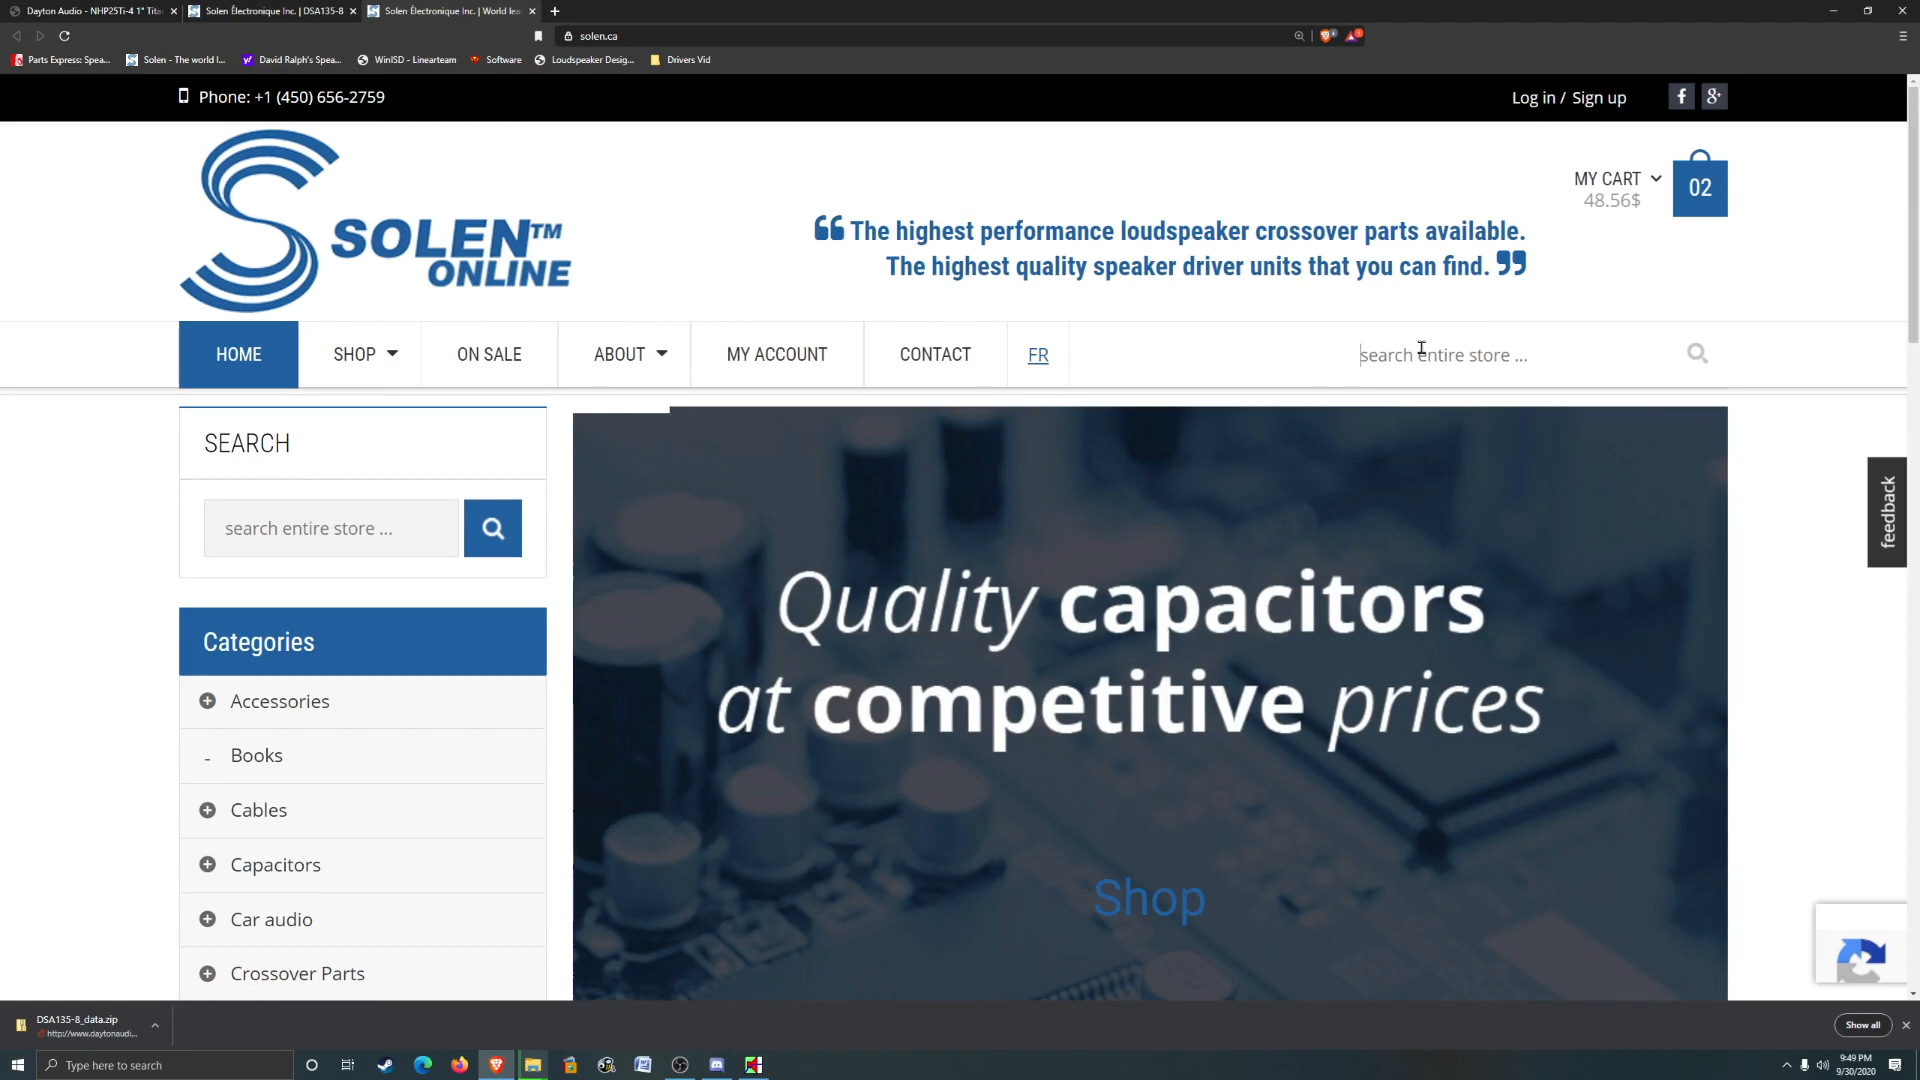 Dayton Audio - NHP25Ti-4 1" Tita
Solen Électronique Inc. | DSA135-8
Solen Électronique Inc. | World lea
solen.ca
Parts Express: Spea...
Solen - The world l...
David Ralph's Spea...
WinISD - Linearteam
Software
Loudspeaker Desig...
Drivers Vid
Phone: +1 (450) 656-2759
Log in / Sign up
SOLEN™
ONLINE
MY CART
48.56$
02
“ The highest performance loudspeaker crossover parts available.
The highest quality speaker driver units that you can find. ”
HOME
SHOP
ON SALE
ABOUT
MY ACCOUNT
CONTACT
FR
search entire store ...
SEARCH
search entire store ...
Categories
Accessories
Books
Cables
Capacitors
Car audio
Crossover Parts
Quality capacitors
at competitive prices
Shop
feedback
DSA135-8_data.zip
http://www.daytonaudi...
Show all
Type here to search
9:49 PM
9/30/2020